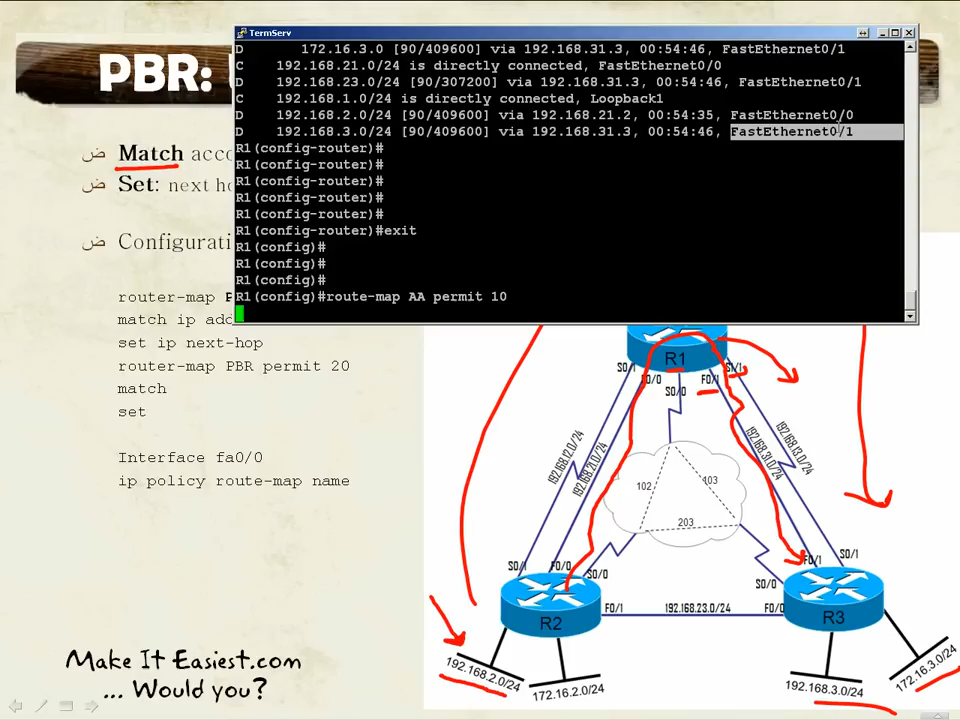 TermServ
PBR:
D 172.16.3.0 [90/409600] via 192.168.31.3, 00:54:46, FastEthernet0/1
C 192.168.21.0/24 is directly connected, FastEthernet0/0
D 192.168.23.0/24 [90/307200] via 192.168.31.3, 00:54:46, FastEthernet0/1
C 192.168.1.0/24 is directly connected, Loopback1
D 192.168.2.0/24 [90/409600] via 192.168.21.2, 00:54:35, FastEthernet0/0
D 192.168.3.0/24 [90/409600] via 192.168.31.3, 00:54:46, FastEthernet0/1
R1(config-router)#
R1(config-router)#
R1(config-router)#
R1(config-router)#
R1(config-router)#
R1(config-router)#exit
R1(config)#
R1(config)#
R1(config)#
R1(config)#route-map AA permit 10
Match
Set: next
router-map
match ip
set ip next-hop
router-map PBR permit 20
match
set
Interface fa0/0
ip policy route-map name
R1
S0/1
F0/0
S0/0
F0/1
S1/1
192.168.12.0/24
192.168.21.0/24
192.168.31.0/24
192.168.13.0/24
102
103
203
S0/1
F0/0
S0/0
F0/1
S0/1
S0/0
R2
F0/1
192.168.23.0/24
F0/0
R3
192.168.2.0/24
172.16.2.0/24
192.168.3.0/24
172.16.3.0/24
Make It Easiest.com
... Would you?